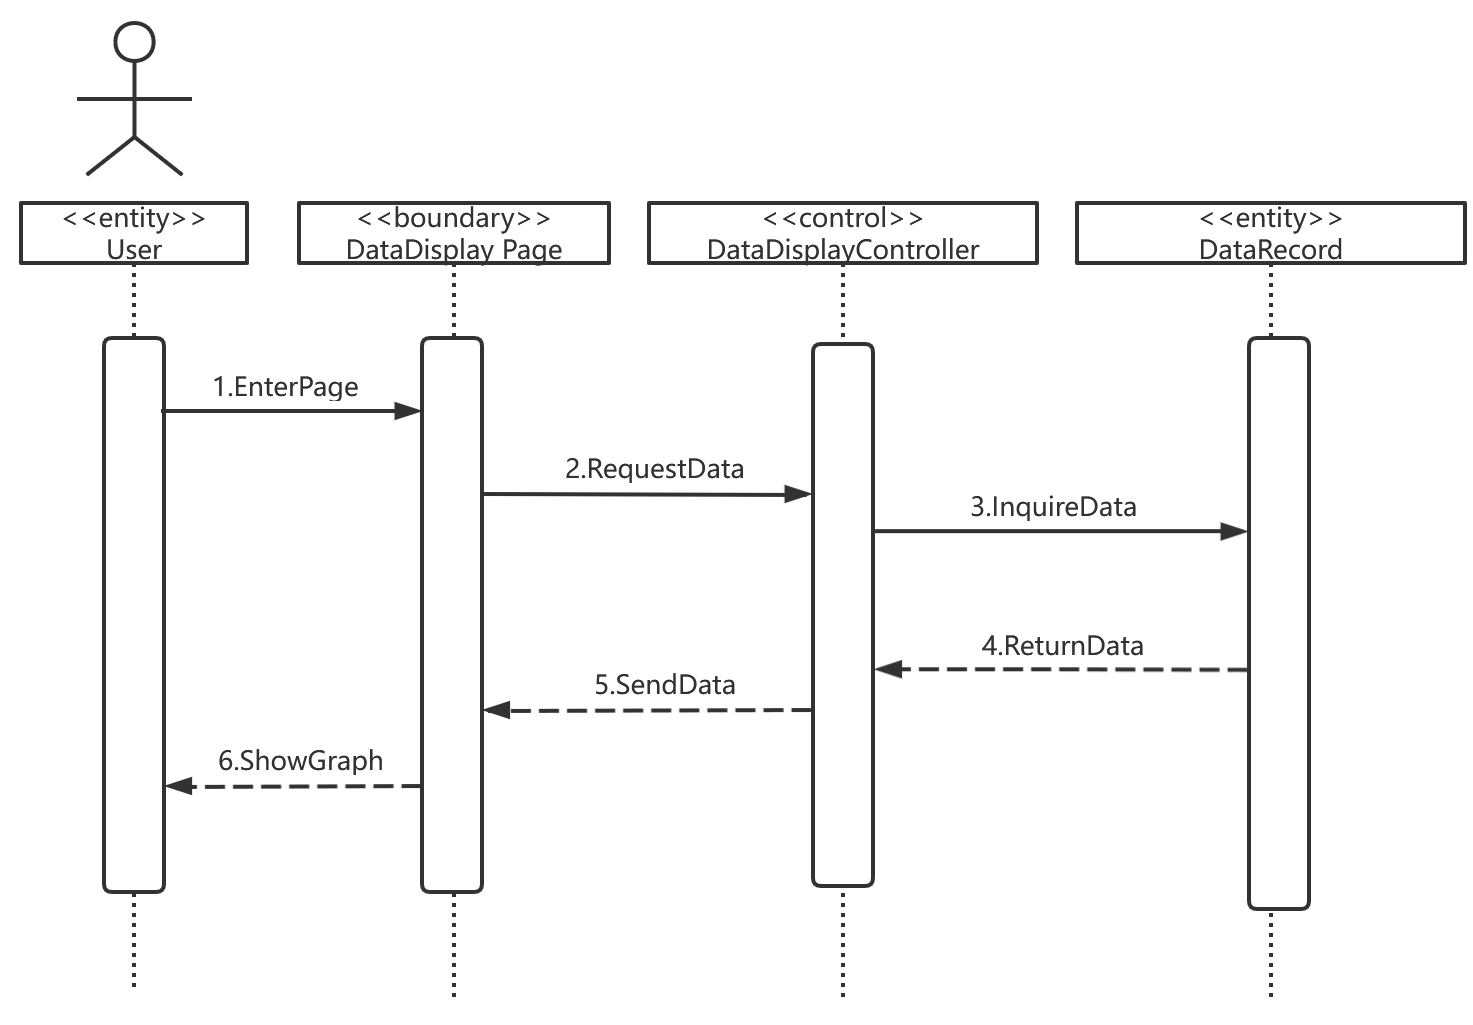 <<entity>>
User
<<boundary>>
DataDisplay Page
<<control>>
DataDisplayController
<<entity>>
DataRecord
1.EnterPage
2.RequestData
3.InquireData
4.ReturnData
5.SendData
6.ShowGraph